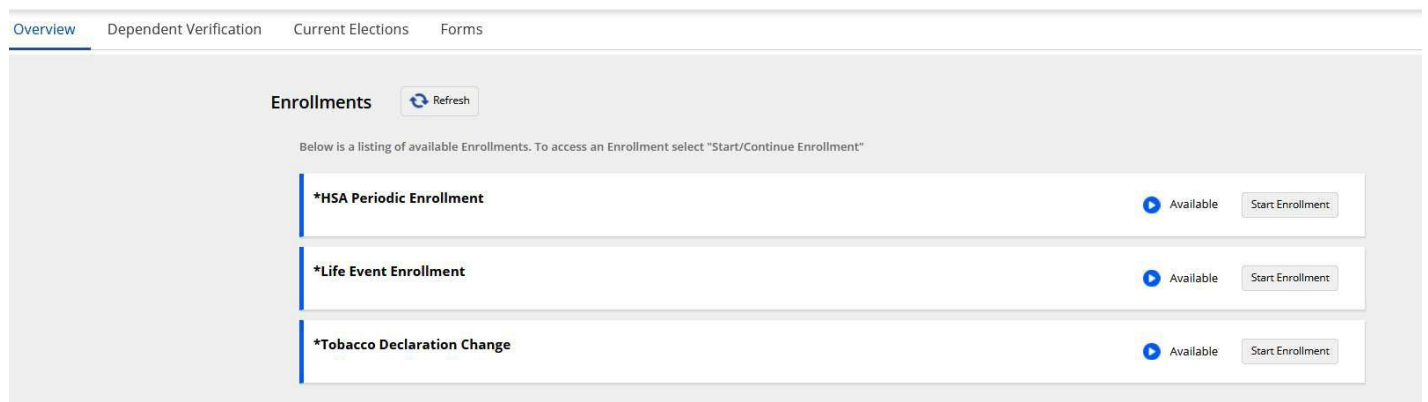 Overview Dependent Verification Current Elections Forms
Enrollments Refresh
Below is a listing of available Enrollments. To access an Enrollment select "Start/Continue Enrollment"
*HSA Periodic Enrollment Available Start Enrollment
*Life Event Enrollment Available Start Enrollment
*Tobacco Declaration Change Available Start Enrollment